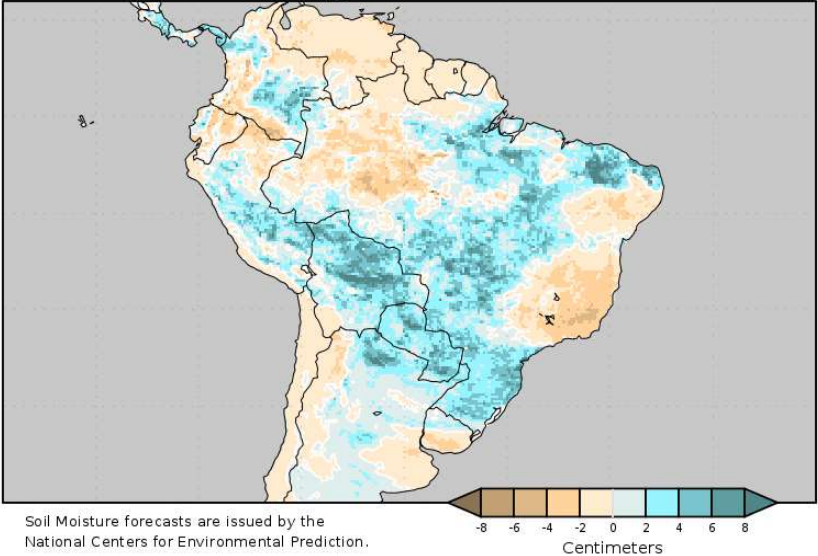 Soil Moisture forecasts are issued by the
National Centers for Environmental Prediction.
-8 -6 -4 -2 0 2 4 6 8
Centimeters